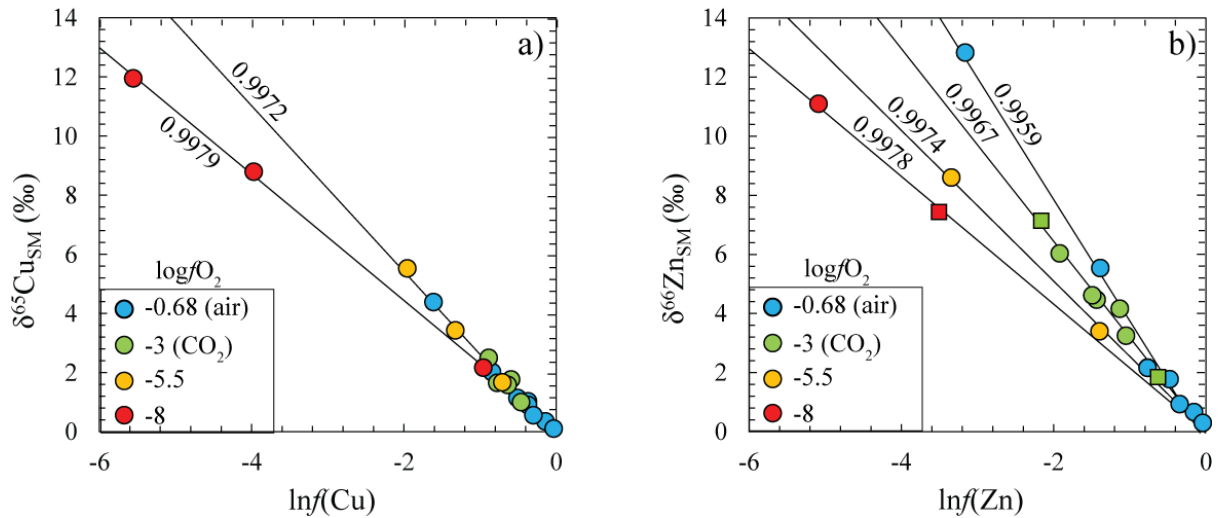 a)
14
12
10
8
6
4
2
0
δ⁶⁵Cu_SM (‰)
0.9972
0.9979
logfO₂
-0.68 (air)
-3 (CO₂)
-5.5
-8
-6 -4 -2 0
lnf(Cu)
b)
14
12
10
8
6
4
2
0
δ⁶⁶Zn_SM (‰)
0.9959
0.9967
0.9974
0.9978
logfO₂
-0.68 (air)
-3 (CO₂)
-5.5
-8
-6 -4 -2 0
lnf(Zn)